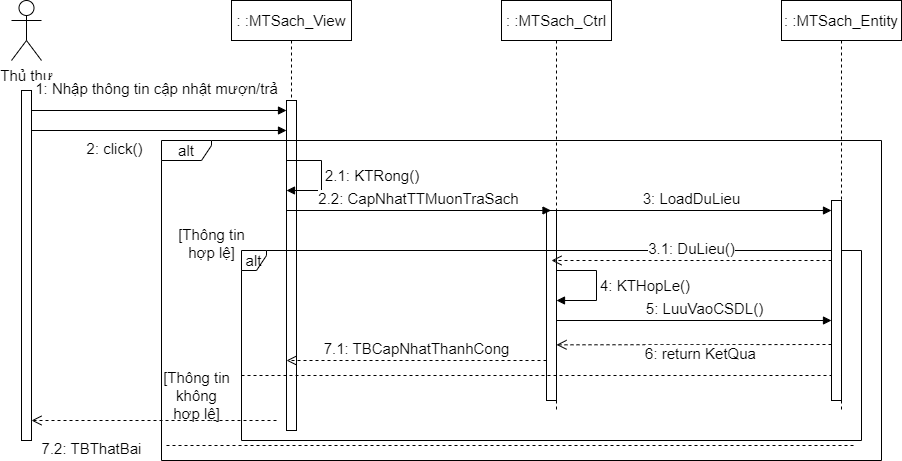 : :MTSach_View
: :MTSach_Ctrl
: :MTSach_Entity
Thủ thư
1: Nhập thông tin cập nhật mượn/trả
2: click()
alt
2.1: KTRong()
2.2: CapNhatTTMuonTraSach
3: LoadDuLieu
[Thông tin
hợp lệ]
alt
3.1: DuLieu()
4: KTHopLe()
5: LuuVaoCSDL()
7.1: TBCapNhatThanhCong
6: return KetQua
[Thông tin
không
hợp lệ]
7.2: TBThatBai